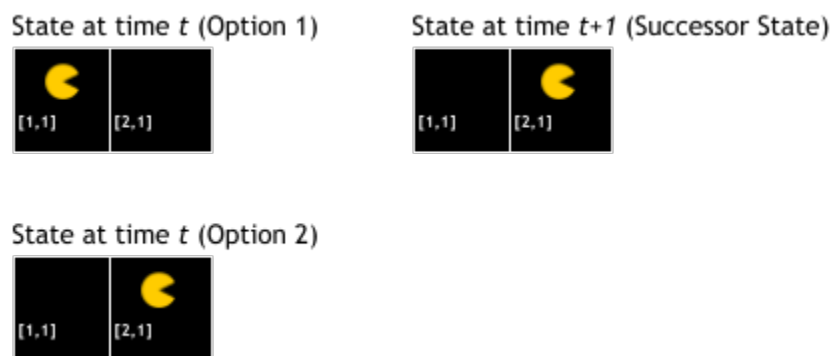 State at time t (Option 1)
State at time t+1 (Successor State)
[1,1] [2,1]
[1,1] [2,1]
State at time t (Option 2)
[1,1] [2,1]